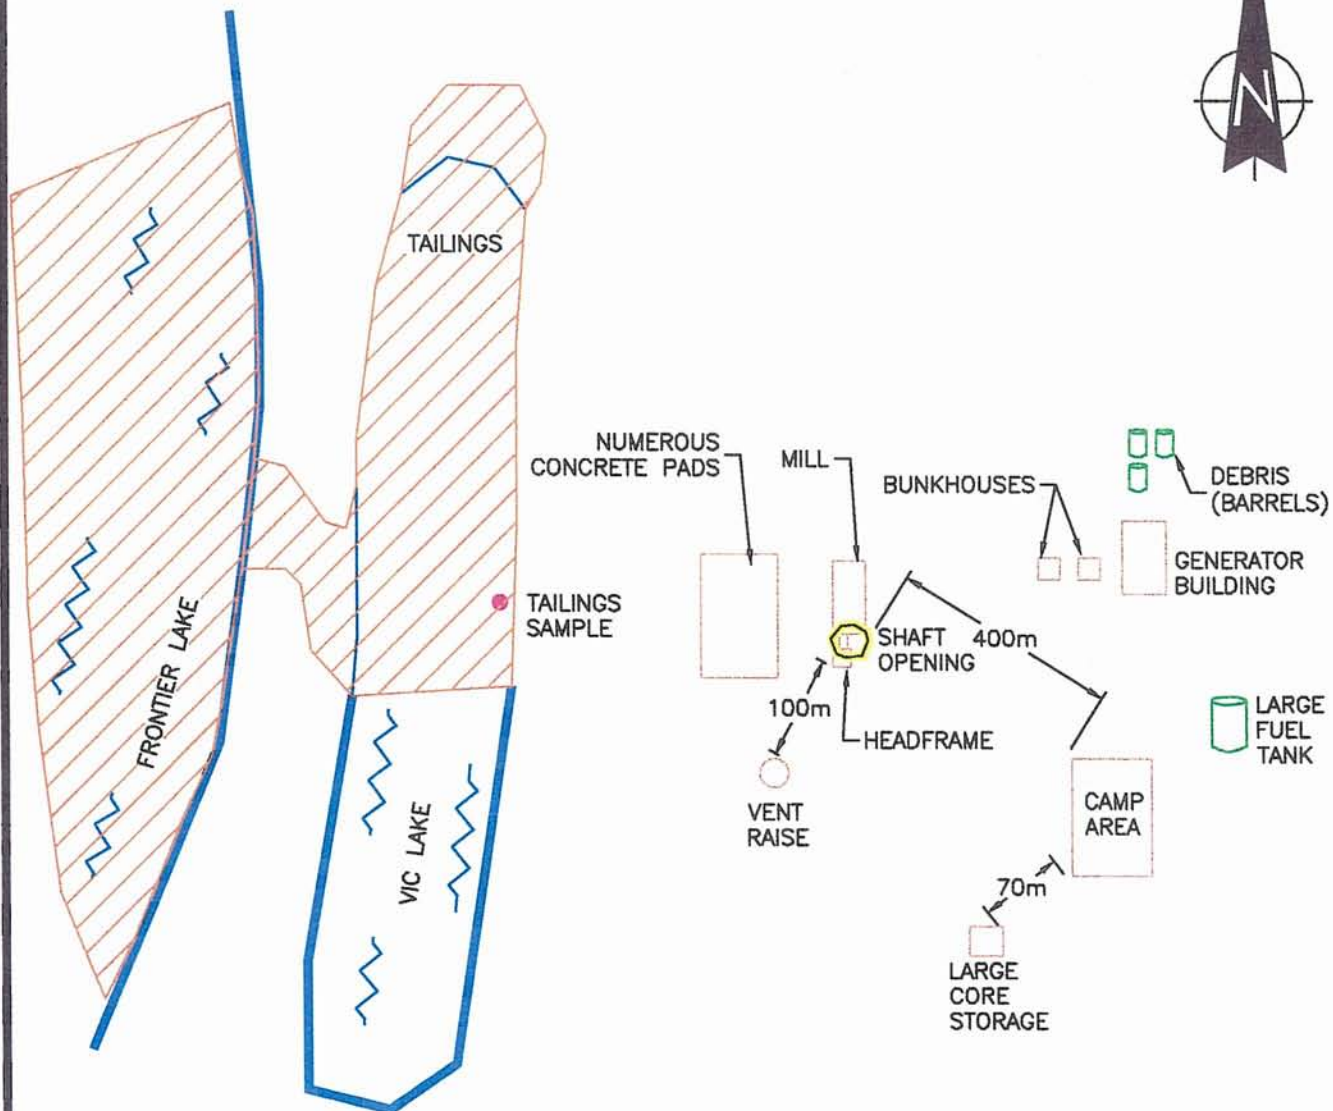 N
TAILINGS
NUMEROUS
CONCRETE PADS
MILL
BUNKHOUSES
DEBRIS
(BARRELS)
GENERATOR
BUILDING
TAILINGS
SAMPLE
SHAFT
OPENING
400m
FRONTIER LAKE
100m
HEADFRAME
LARGE
FUEL
TANK
VENT
RAISE
CAMP
AREA
VIC LAKE
70m
LARGE
CORE
STORAGE